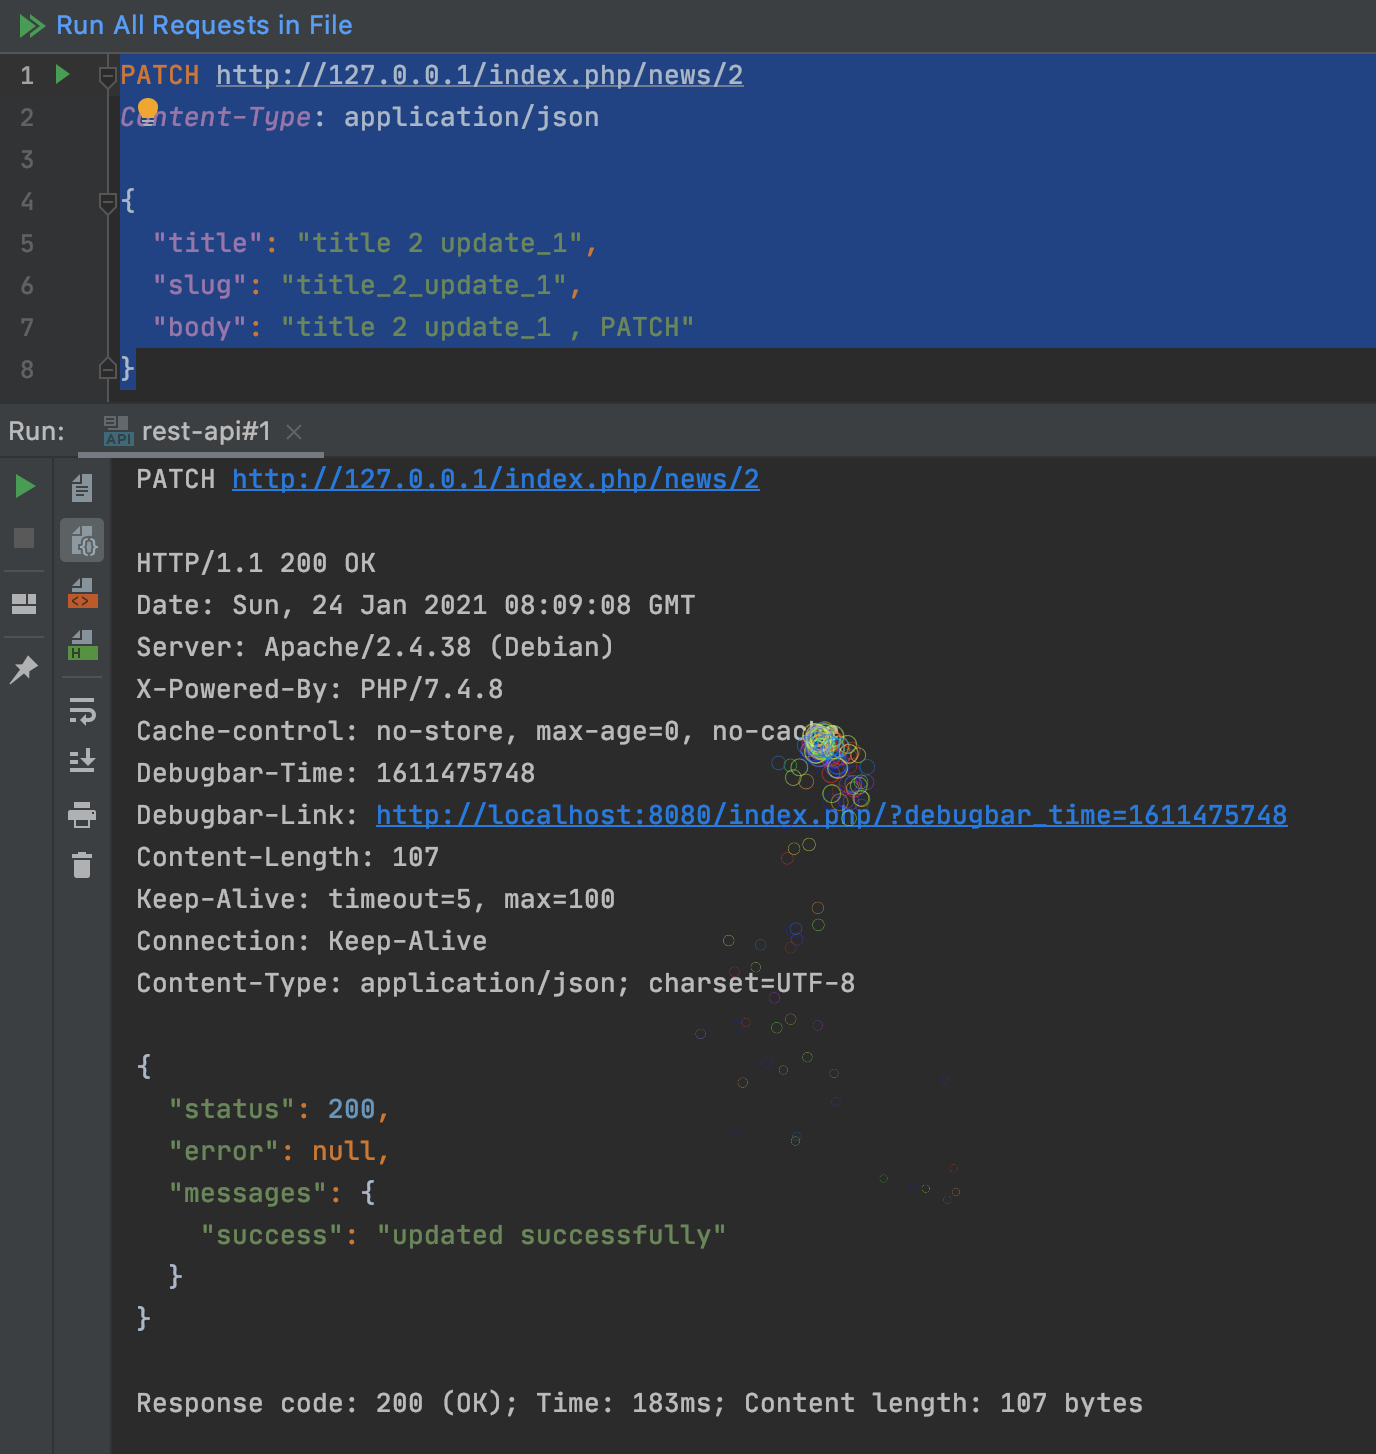 Run All Requests in File
1 PATCH http://127.0.0.1/index.php/news/2
2 Content-Type: application/json
3
4 {
5 "title": "title 2 update_1",
6 "slug": "title_2_update_1",
7 "body": "title 2 update_1 , PATCH"
8 }
Run: API rest-api#1
PATCH http://127.0.0.1/index.php/news/2
HTTP/1.1 200 OK
Date: Sun, 24 Jan 2021 08:09:08 GMT
Server: Apache/2.4.38 (Debian)
X-Powered-By: PHP/7.4.8
Cache-control: no-store, max-age=0, no-cache
Debugbar-Time: 1611475748
Debugbar-Link: http://localhost:8080/index.php/?debugbar_time=1611475748
Content-Length: 107
Keep-Alive: timeout=5, max=100
Connection: Keep-Alive
Content-Type: application/json; charset=UTF-8
{
"status": 200,
"error": null,
"messages": {
"success": "updated successfully"
}
}
Response code: 200 (OK); Time: 183ms; Content length: 107 bytes